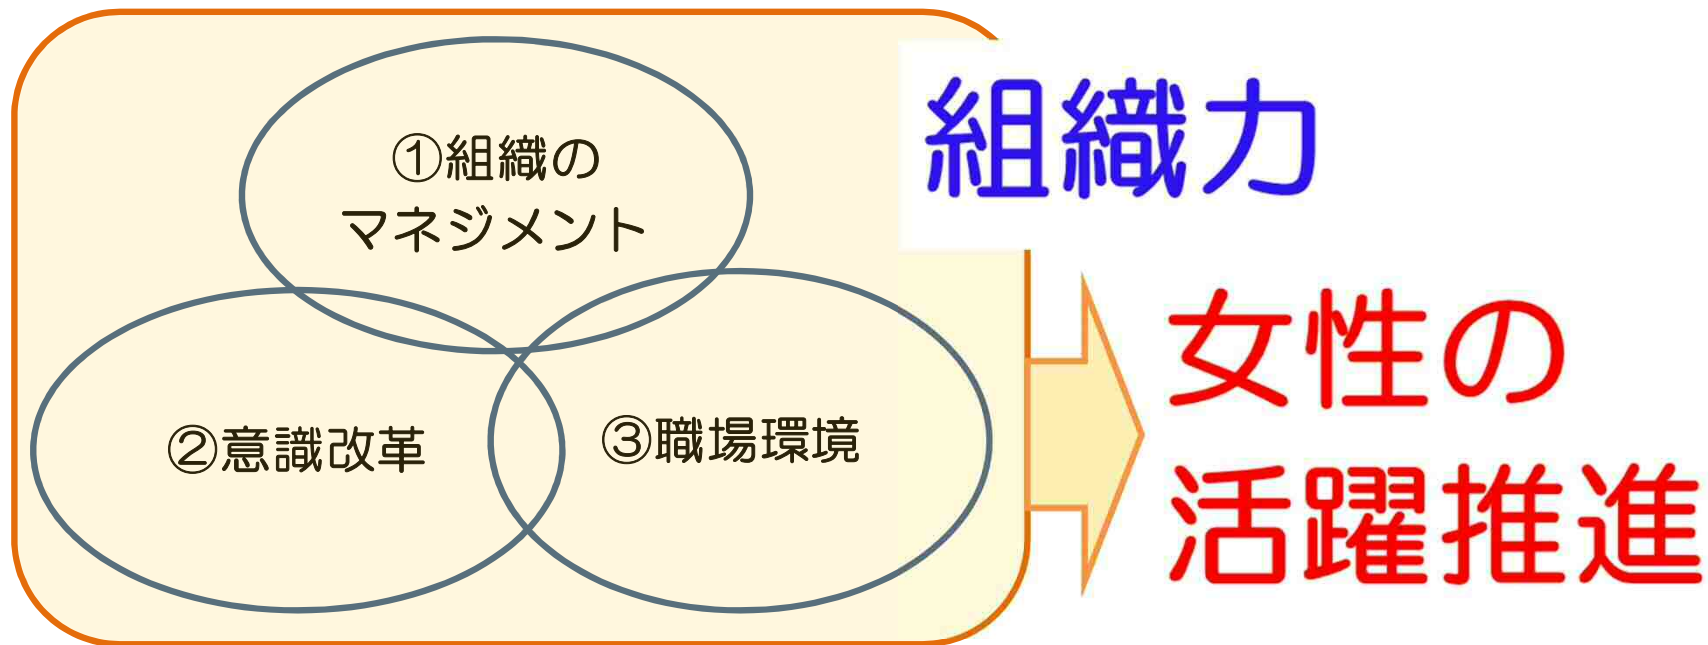 ①組織の
マネジメント
②意識改革
③職場環境
組織力
女性の
活躍推進